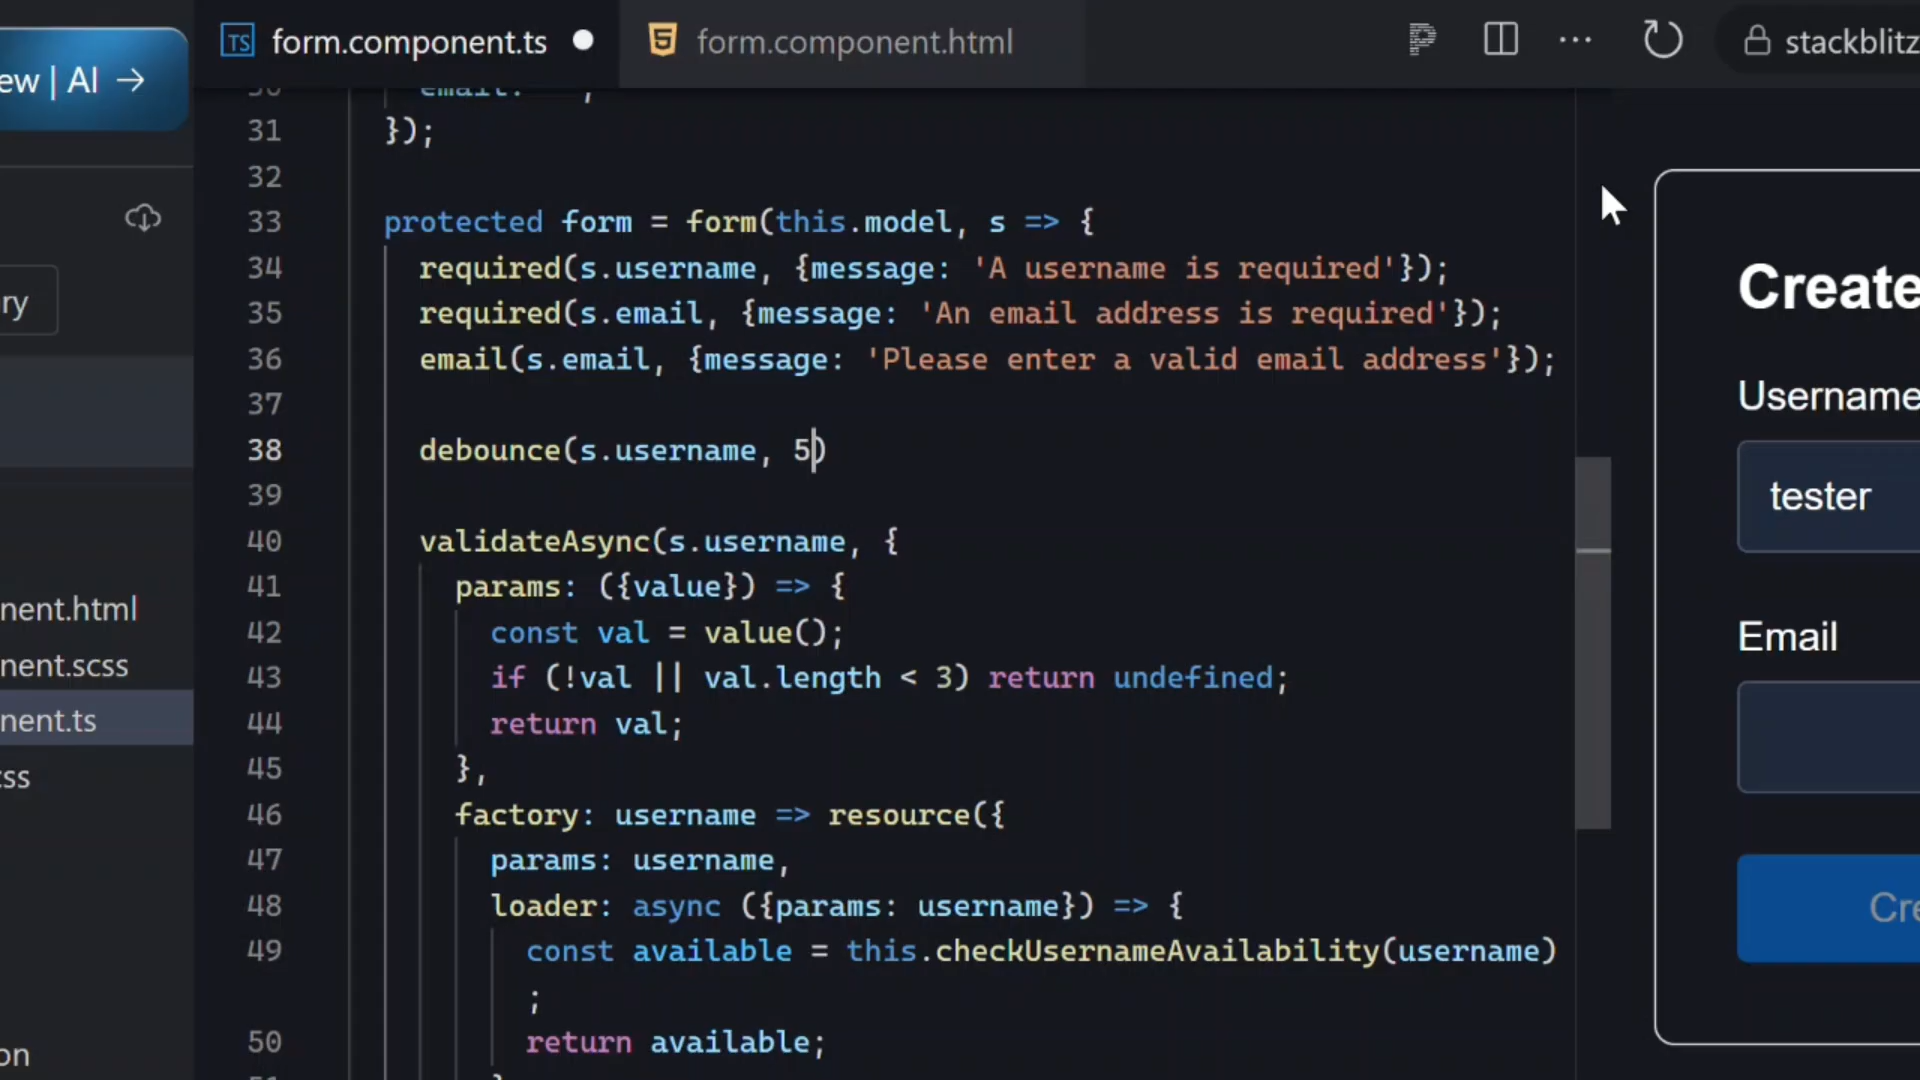 ew | AI →
form.component.ts
form.component.html
stackblitz
ry
nent.html
nent.scss
nent.ts
css
on
email:
31 });
32
33 protected form = form(this.model, s => {
34 required(s.username, {message: 'A username is required'});
35 required(s.email, {message: 'An email address is required'});
36 email(s.email, {message: 'Please enter a valid email address'});
37
38 debounce(s.username, 5)
39
40 validateAsync(s.username, {
41 params: ({value}) => {
42 const val = value();
43 if (!val || val.length < 3) return undefined;
44 return val;
45 },
46 factory: username => resource({
47 params: username,
48 loader: async ({params: username}) => {
49 const available = this.checkUsernameAvailability(username)
;
50 return available;
Create
Username
tester
Email
Cre